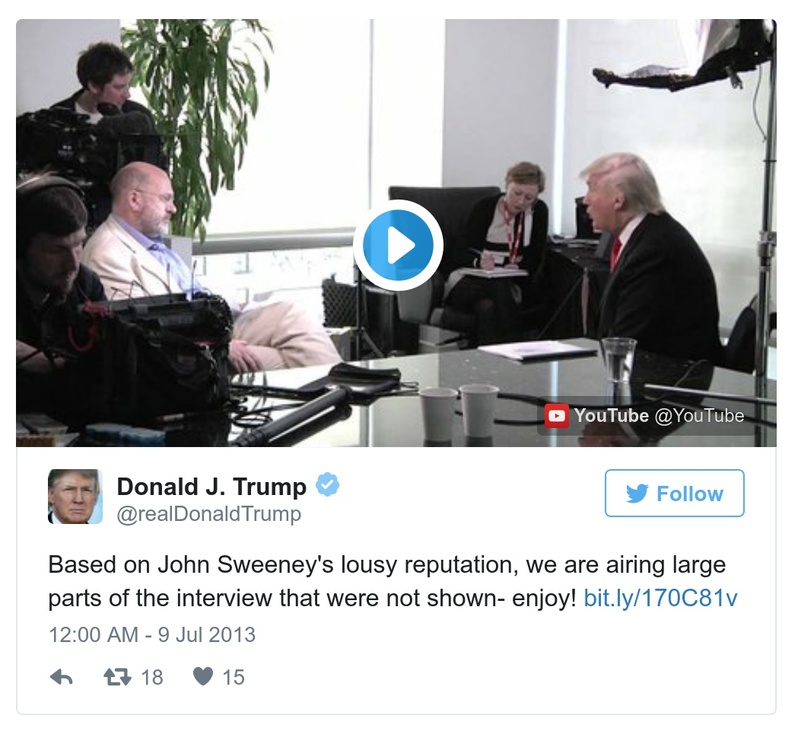 YouTube @YouTube
Donald J. Trump
@realDonaldTrump
Follow
Based on John Sweeney's lousy reputation, we are airing large
parts of the interview that were not shown- enjoy! bit.ly/170C81v
12:00 AM - 9 Jul 2013
18 15